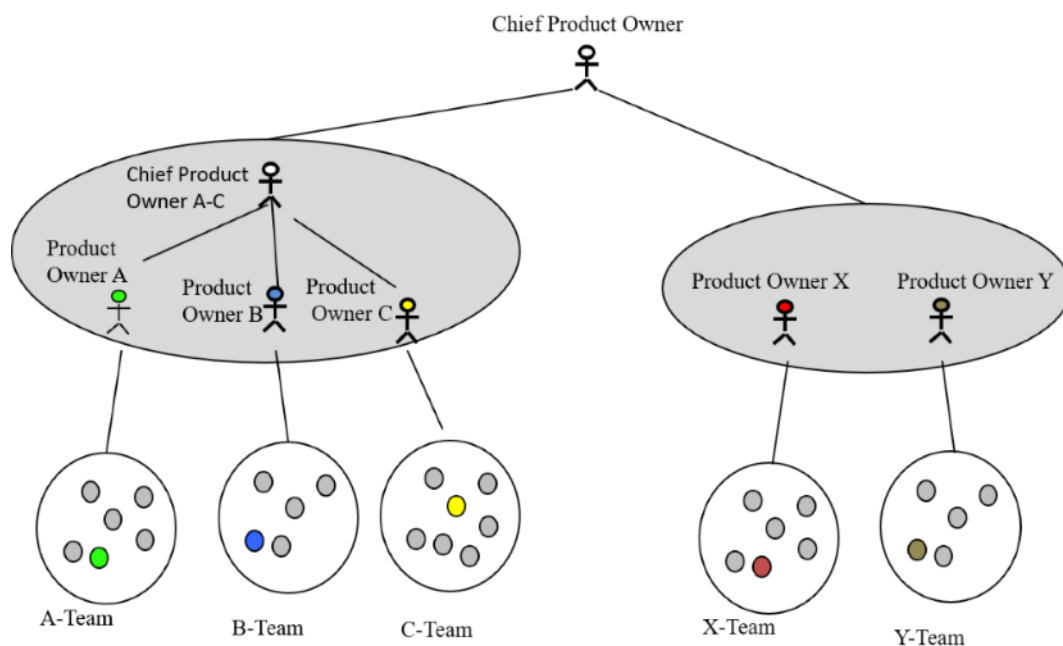 Chief Product Owner
Chief Product
Owner A-C
Product
Owner A
Product
Owner B
Product
Owner C
Product Owner X
Product Owner Y
A-Team
B-Team
C-Team
X-Team
Y-Team